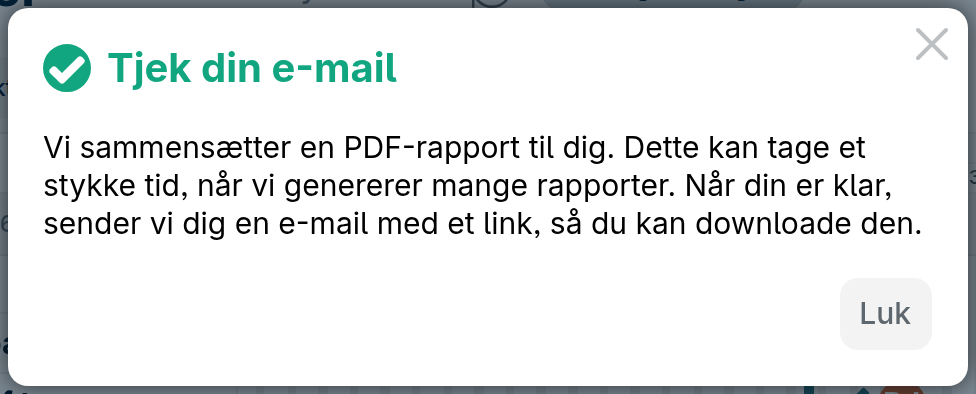 Tjek din e-mail
Vi sammensætter en PDF-rapport til dig. Dette kan tage et
stykke tid, når vi genererer mange rapporter. Når din er klar,
sender vi dig en e-mail med et link, så du kan downloade den.
Luk